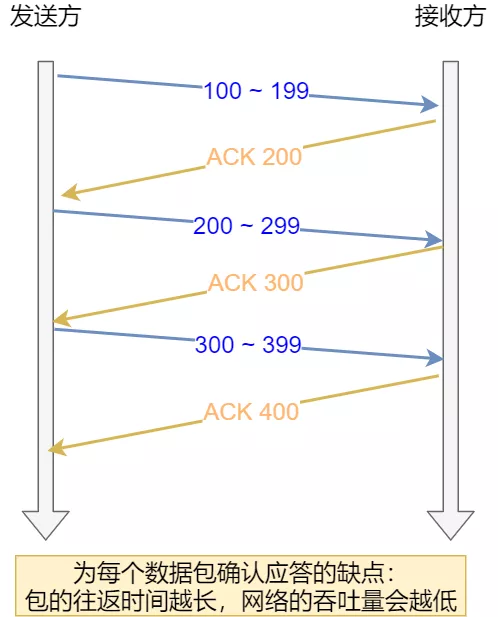 发送方
接收方
100 ~ 199
ACK 200
200 ~ 299
ACK 300
300 ~ 399
ACK 400
为每个数据包确认应答的缺点：
包的往返时间越长，网络的吞吐量会越低